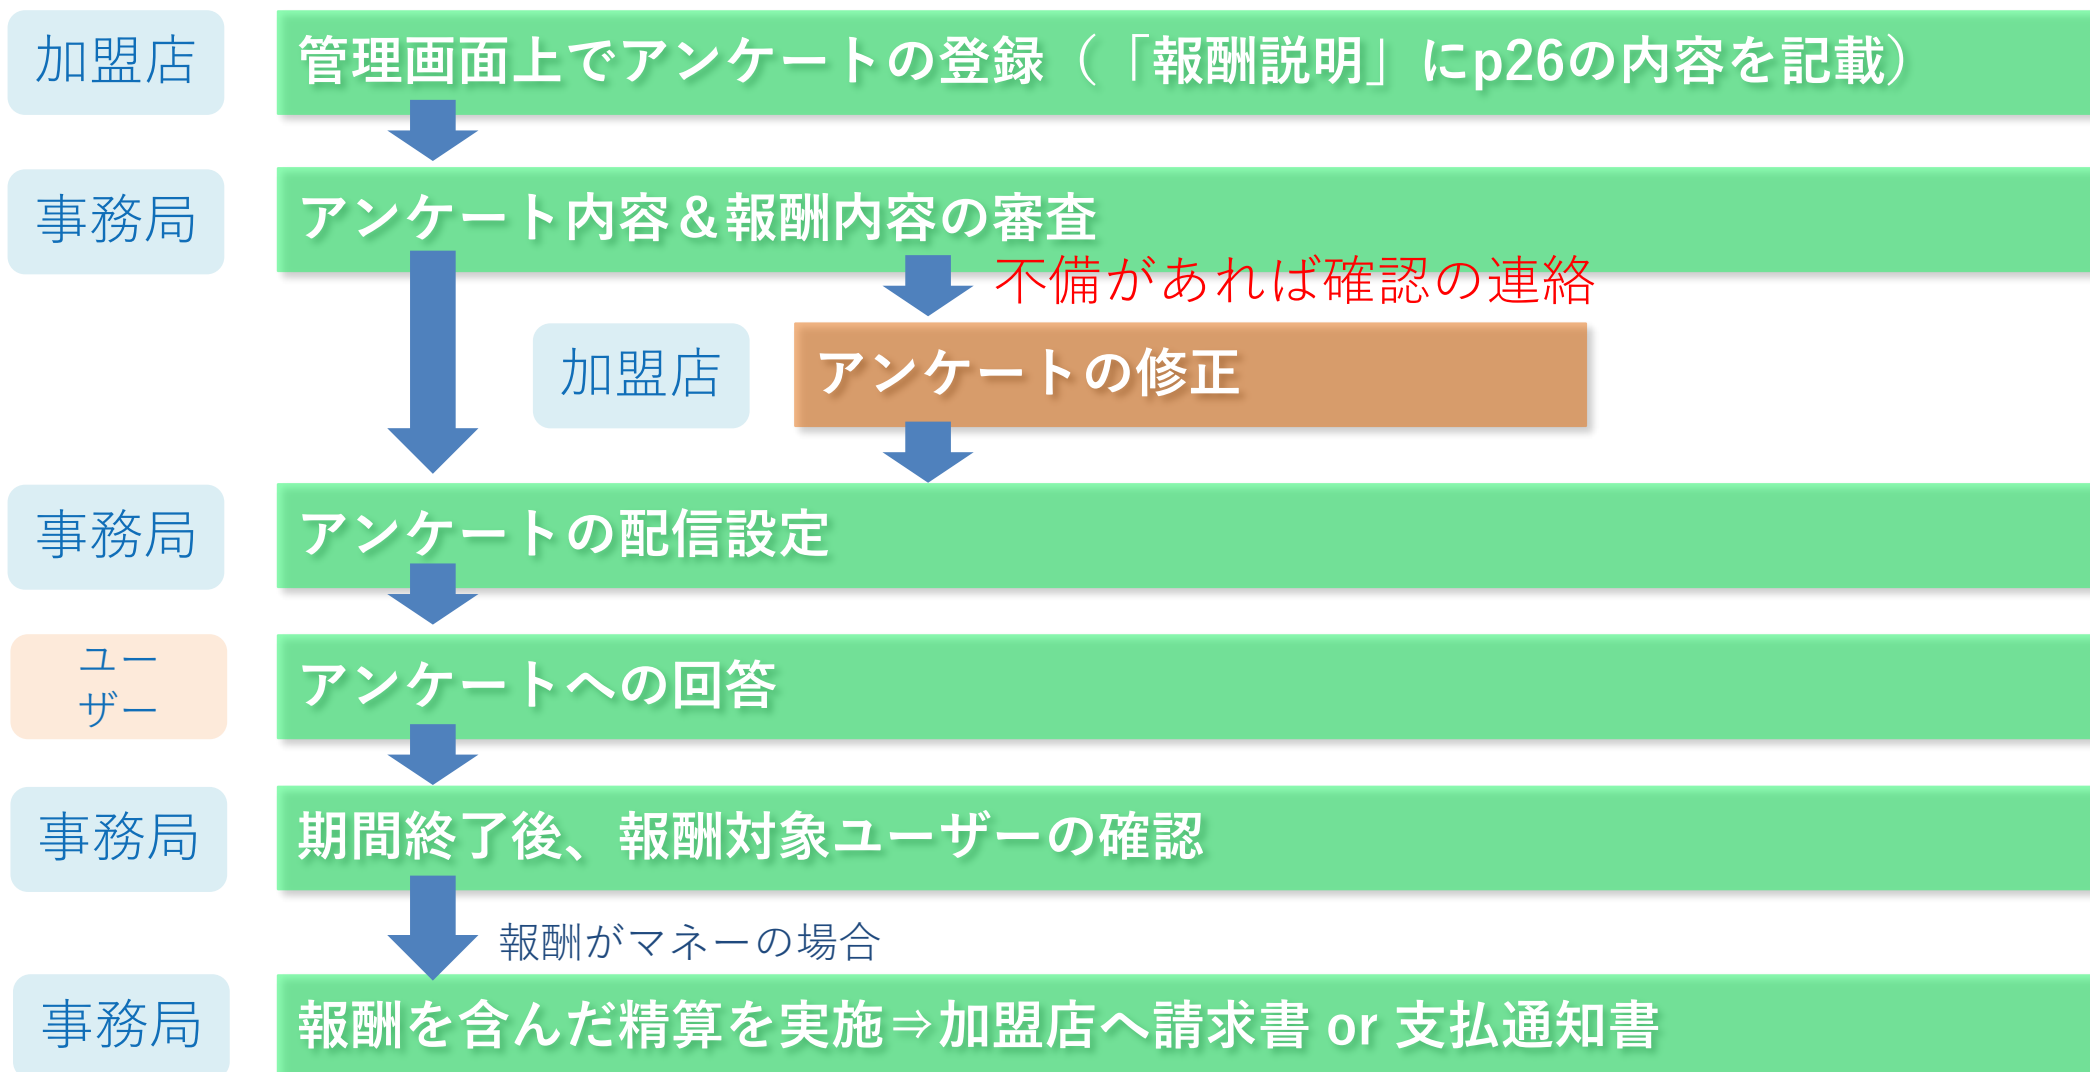 加盟店
管理画面上でアンケートの登録（「報酬説明」にp26の内容を記載）
事務局
アンケート内容＆報酬内容の審査
不備があれば確認の連絡
加盟店
アンケートの修正
事務局
アンケートの配信設定
ユー
ザー
アンケートへの回答
事務局
期間終了後、報酬対象ユーザーの確認
報酬がマネーの場合
事務局
報酬を含んだ精算を実施⇒加盟店へ請求書 or 支払通知書